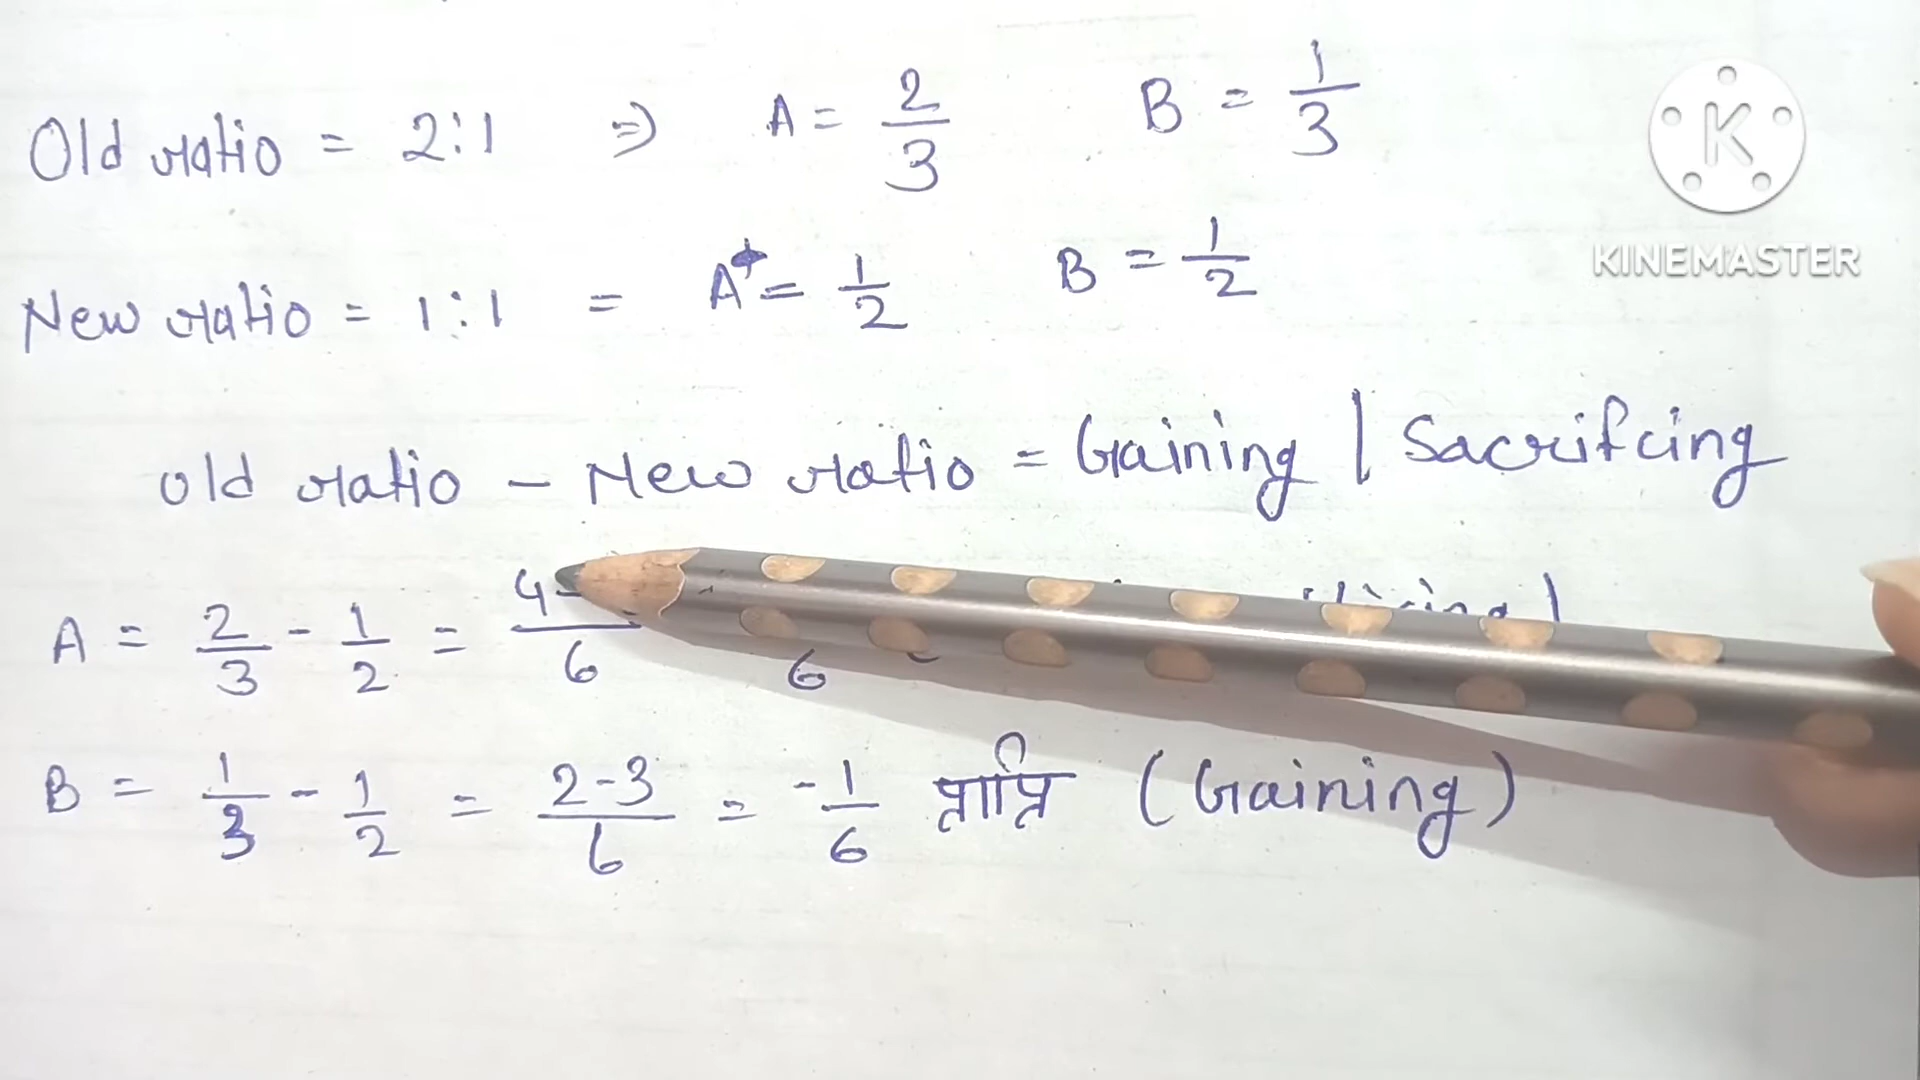 Old ratio = 2:1 ⇒ A = 2/3 B = 1/3
K
KINEMASTER
New ratio = 1:1 = A = 1/2 B = 1/2
old ratio - New ratio = Gaining | Sacrifcing
A = 2/3 - 1/2 = 4- /6 6
B = 1/3 - 1/2 = 2-3/6 = -1/6 प्राप्ति (Gaining)